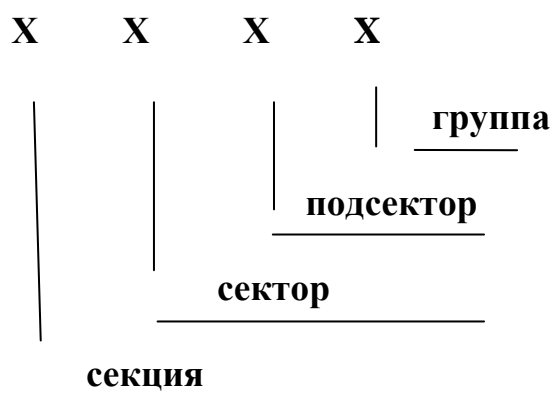 Х Х Х Х
группа
подсектор
сектор
секция